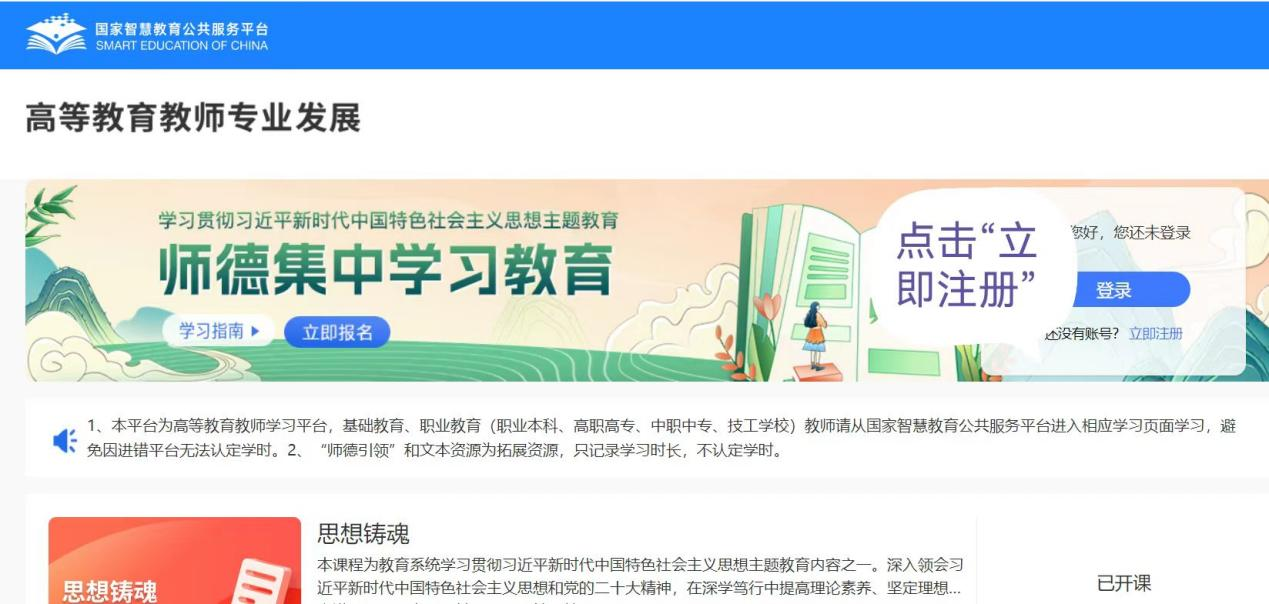 国家智慧教育公共服务平台
SMART EDUCATION OF CHINA
高等教育教师专业发展
学习贯彻习近平新时代中国特色社会主义思想主题教育
师德集中学习教育
学习指南
立即报名
点击“立
即注册”
您好，您还未登录
登录
还没有账号？ 立即注册
1、本平台为高等教育教师学习平台，基础教育、职业教育（职业本科、高职高专、中职中专、技工学校）教师请从国家智慧教育公共服务平台进入相应学习页面学习，避
免因进错平台无法认定学时。2、“师德引领”和文本资源为拓展资源，只记录学习时长，不认定学时。
思想铸魂
思想铸魂
本课程为教育系统学习贯彻习近平新时代中国特色社会主义思想主题教育内容之一。深入领会习
近平新时代中国特色社会主义思想和党的二十大精神，在深学笃行中提高理论素养、坚定理想...
已开课